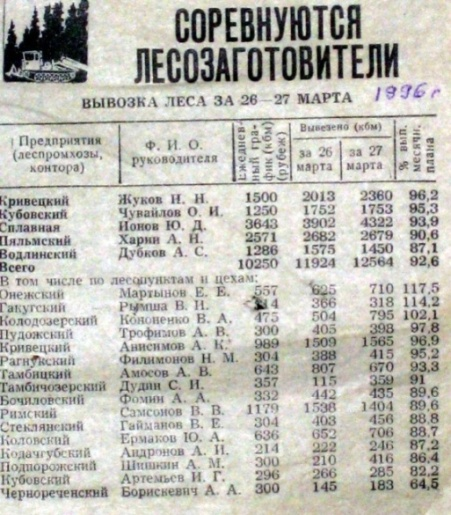 СОРЕВНУЮТСЯ
ЛЕСОЗАГОТОВИТЕЛИ
ВЫВОЗКА ЛЕСА ЗА 26—27 МАРТА 1996 г
Предприятия (леспромхозы, контора) Ф. И. О. руководителя Ежедневный график (кбм) (рубеж) Вывезено (кбм) за 26 марта за 27 марта % вып. месячн. плана
Кривецкий Жуков Н. Н. 1500 2013 2360 96,2
Кубовский Чувайлов О. И. 1250 1752 1753 95,3
Сплавная Ионов Ю. Д. 3643 3902 4322 93,9
Пяльмский Харин А. Н. 2571 2682 2679 90,6
Водлинский Дубков А. С. 1286 1575 1450 87,1
Всего 10250 11924 12564 92,6
В том числе по лесопунктам и цехам:
Онежский Мартынов Е. Е. 557 625 710 117,5
Гакугский Рымша В. И. 366 318 114,2
Колодозерский Кононенко В. А. 475 504 795 102,1
Пудожский Трофимов А. В. 300 405 398 97,8
Кривецкий Анисимов А. К. 989 1509 1565 96,9
Рагнукский Филимонов Н. М. 304 388 415 95,2
Тамбицкий Амосов А. В. 643 807 670 93,3
Тамбичозерский Дудин С. И. 357 115 359 91
Бочиловский Фомин А. А. 332 442 435 89,6
Римский Самсонов В. В. 1179 1538 1404 89,6
Стеклянский Гайманов В. Е. 304 403 456 88,8
Коловский Ермаков Ю. А. 636 652 706 88,7
Кодачгубский Андронов А. И. 214 222 246 87,2
Подпорожский Шишкин А. М. 300 210 416 86,4
Кубовский Артемьев И. Г. 296 266 285 82,2
Чернореченский Борискевич А. А. 300 145 183 64,5